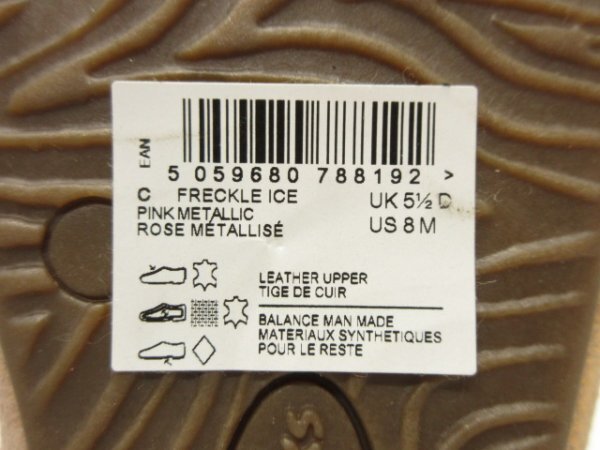 EAN
5 059680 788192 >
C FRECKLE ICE
UK 5½ D
PINK METALLIC
US 8 M
ROSE MÉTALLISÉ
LEATHER UPPER
TIGE DE CUIR
BALANCE MAN MADE
MATERIAUX SYNTHETIQUES
POUR LE RESTE